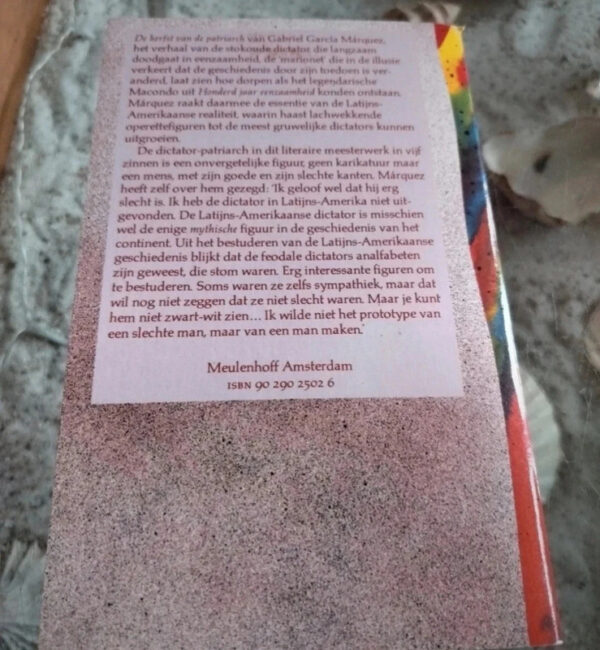 De herfst van de patriarch van Gabriel García Márquez,
het verhaal van de stokoude dictator die langzaam
doodgaat in eenzaamheid, de 'marionet' die in de illusie
verkeert dat de geschiedenis door zijn toedoen is ver-
anderd, laat zien hoe dorpen als het legendarische
Macondo uit Honderd jaar eenzaamheid konden ontstaan.
Márquez raakt daarmee de essentie van de Latijns-
Amerikaanse realiteit, waarin haast lachwekkende
operettefiguren tot de meest gruwelijke dictators kunnen
uitgroeien.
De dictator-patriarch in dit literaire meesterwerk in vijf
zinnen is een onvergetelijke figuur, geen karikatuur maar
een mens, met zijn goede en zijn slechte kanten. Márquez
heeft zelf over hem gezegd: 'Ik geloof wel dat hij erg
slecht is. Ik heb de dictator in Latijns-Amerika niet uit-
gevonden. De Latijns-Amerikaanse dictator is misschien
wel de enige mythische figuur in de geschiedenis van het
continent. Uit het bestuderen van de Latijns-Amerikaanse
geschiedenis blijkt dat de feodale dictators analfabeten
zijn geweest, die stom waren. Erg interessante figuren om
te bestuderen. Soms waren ze zelfs sympathiek, maar dat
wil nog niet zeggen dat ze niet slecht waren. Maar je kunt
hem niet zwart-wit zien... Ik wilde niet het prototype van
een slechte man, maar van een man maken.'
Meulenhoff Amsterdam
ISBN 90 290 2502 6